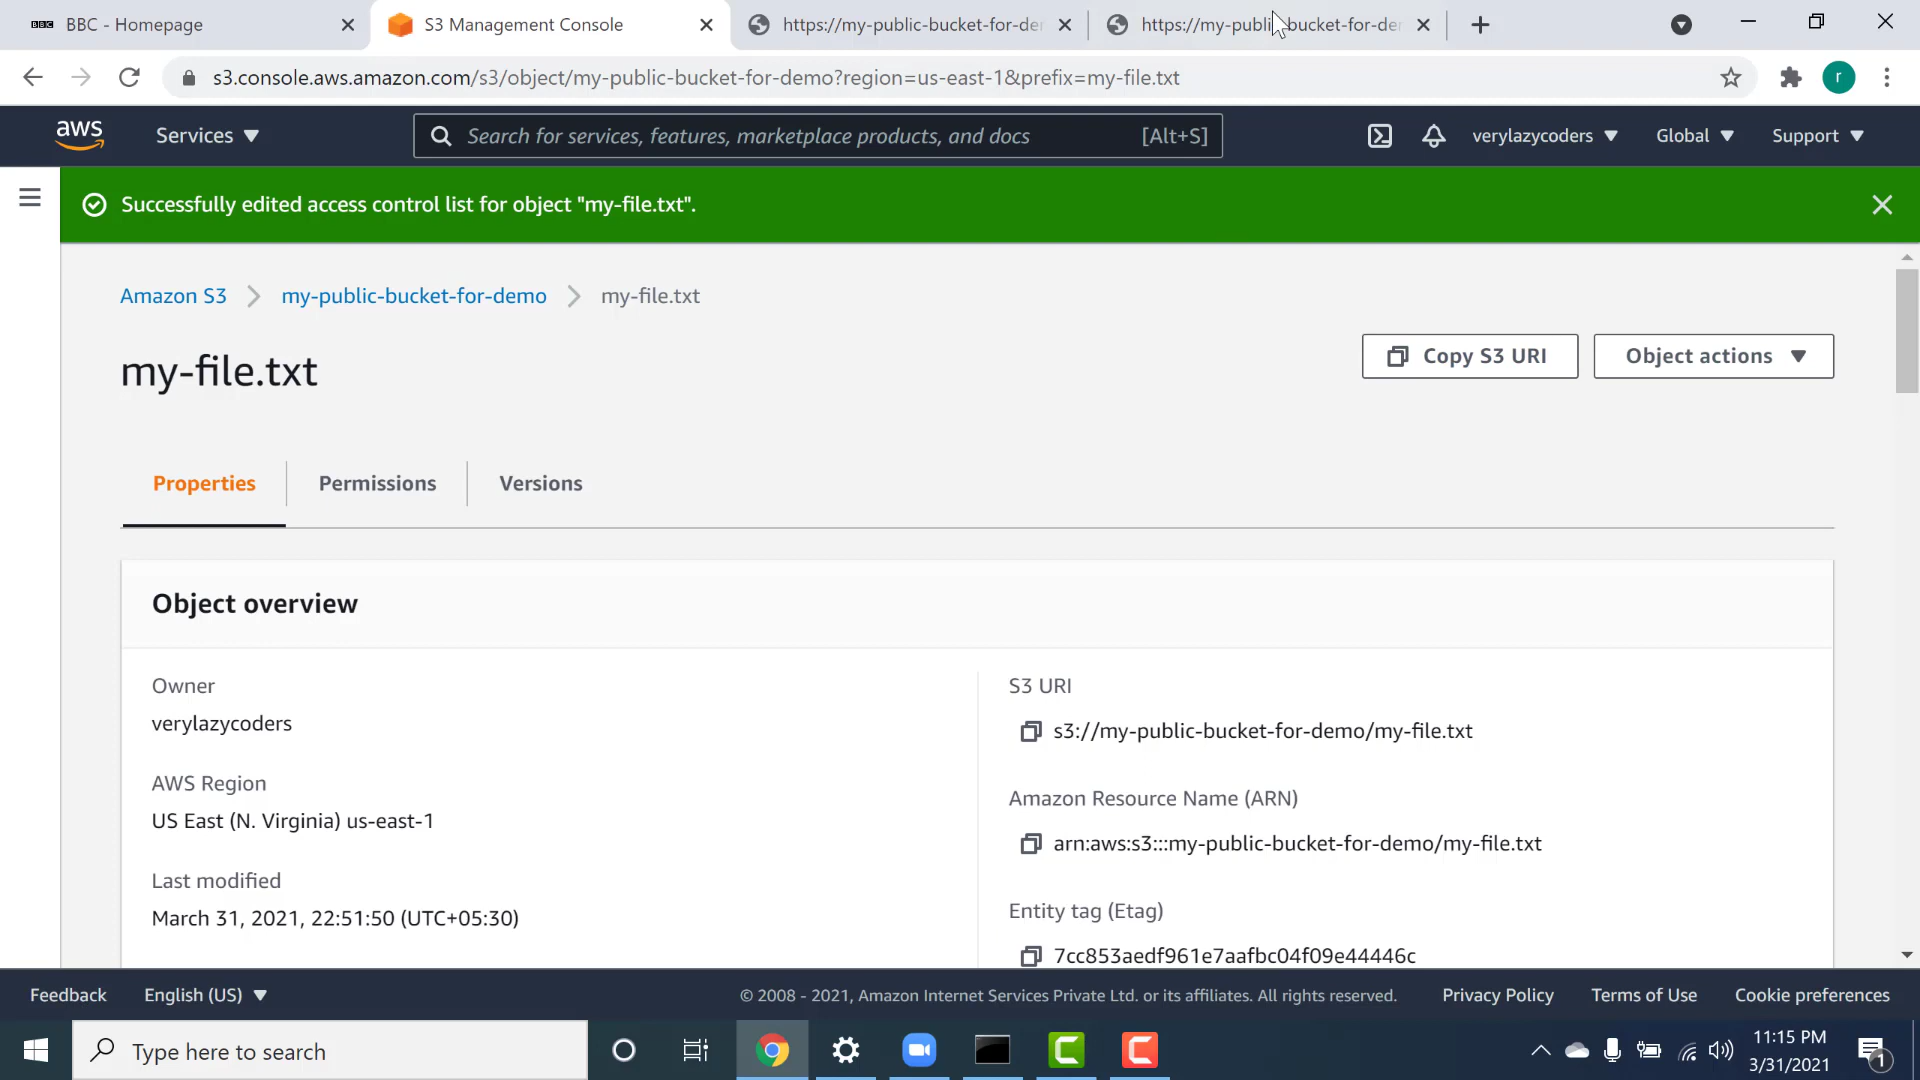 BBC BBC - Homepage
S3 Management Console
https://my-public-bucket-for-de
https://my-public-bucket-for-de
s3.console.aws.amazon.com/s3/object/my-public-bucket-for-demo?region=us-east-1&prefix=my-file.txt
r
aws
Services
Search for services, features, marketplace products, and docs
[Alt+S]
verylazycoders
Global
Support
Successfully edited access control list for object "my-file.txt".
Amazon S3
my-public-bucket-for-demo
my-file.txt
my-file.txt
Copy S3 URI
Object actions
Properties
Permissions
Versions
Object overview
Owner
verylazycoders
AWS Region
US East (N. Virginia) us-east-1
Last modified
March 31, 2021, 22:51:50 (UTC+05:30)
S3 URI
s3://my-public-bucket-for-demo/my-file.txt
Amazon Resource Name (ARN)
arn:aws:s3:::my-public-bucket-for-demo/my-file.txt
Entity tag (Etag)
7cc853aedf961e7aafbc04f09e44446c
Feedback
English (US)
© 2008 - 2021, Amazon Internet Services Private Ltd. or its affiliates. All rights reserved.
Privacy Policy
Terms of Use
Cookie preferences
Type here to search
11:15 PM
3/31/2021
1